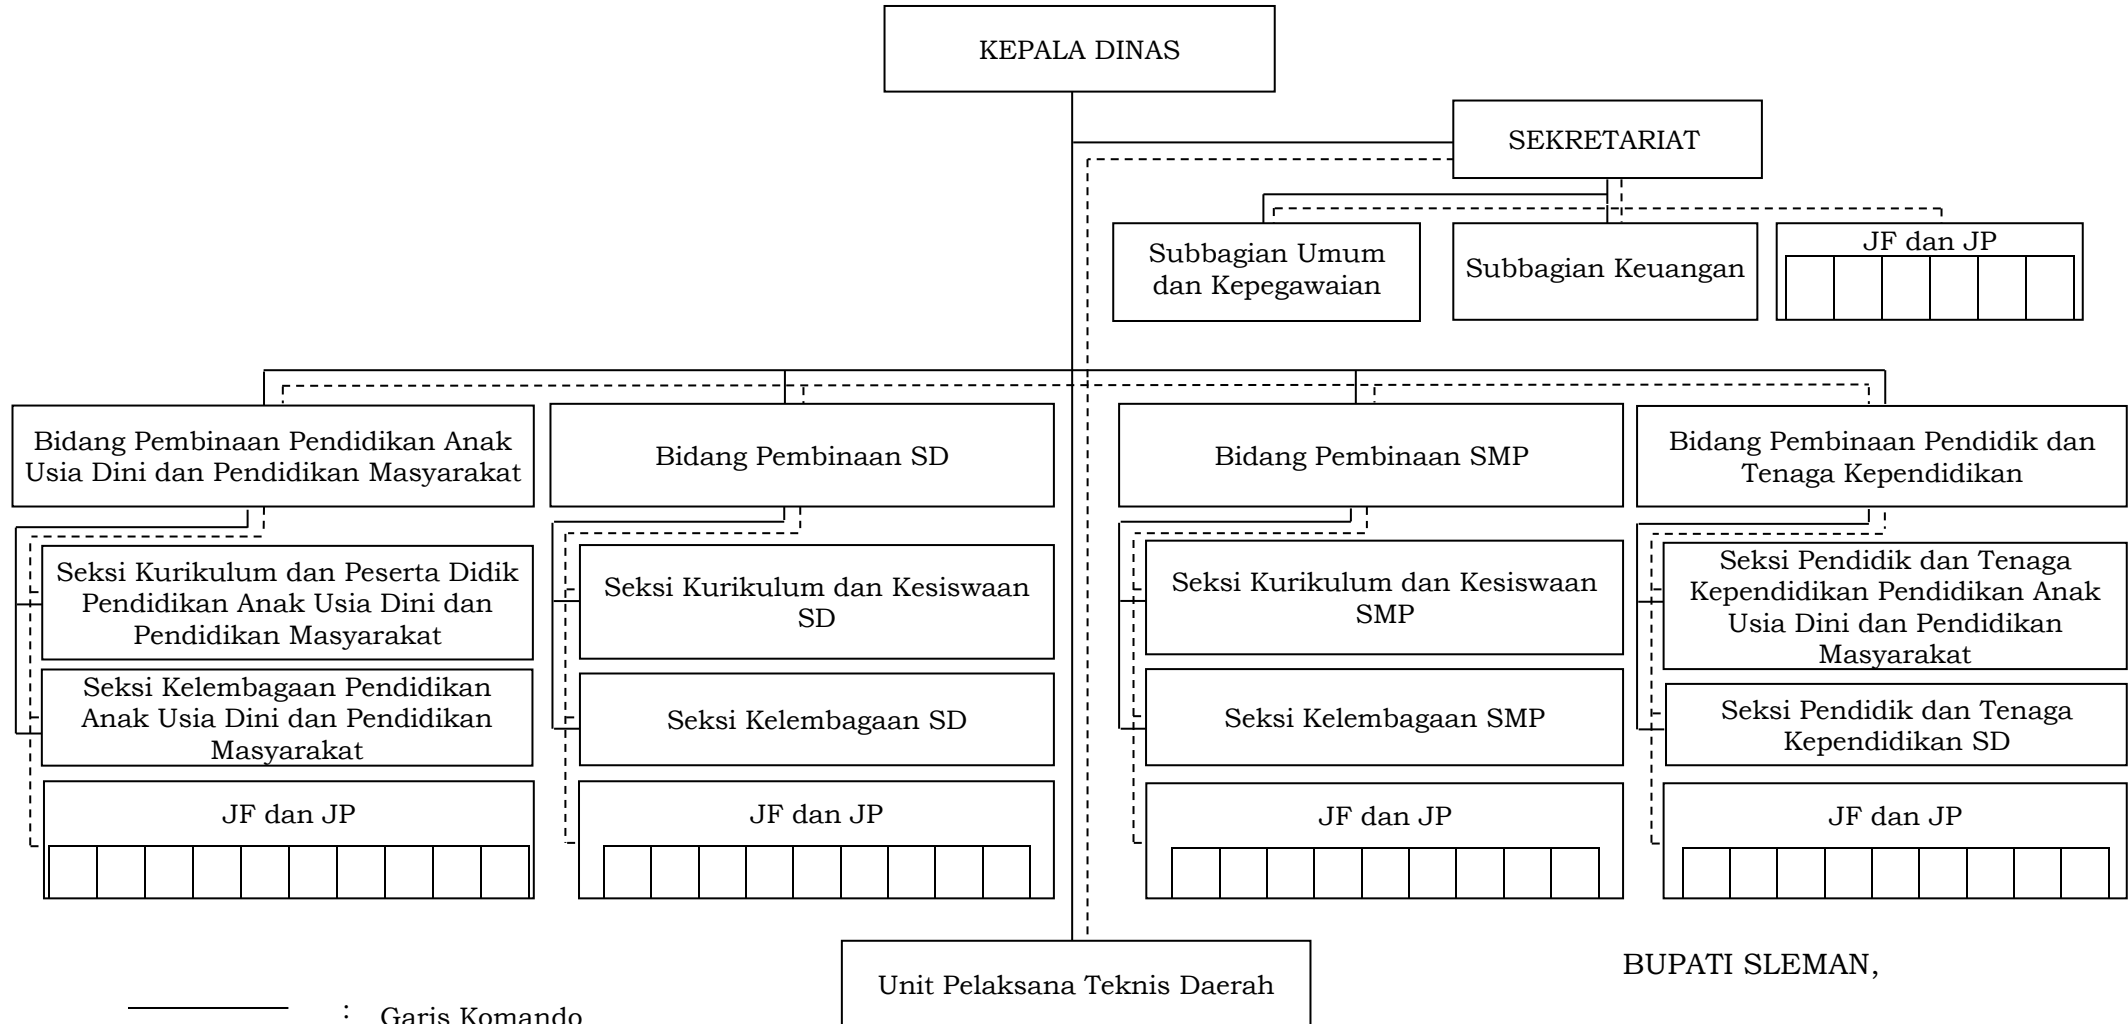 KEPALA DINAS
SEKRETARIAT
Subbagian Umum
dan Kepegawaian
Subbagian Keuangan
JF dan JP
Bidang Pembinaan Pendidikan Anak
Usia Dini dan Pendidikan Masyarakat
Bidang Pembinaan SD
Bidang Pembinaan SMP
Bidang Pembinaan Pendidik dan
Tenaga Kependidikan
Seksi Kurikulum dan Peserta Didik
Pendidikan Anak Usia Dini dan
Pendidikan Masyarakat
Seksi Kurikulum dan Kesiswaan
SD
Seksi Kurikulum dan Kesiswaan
SMP
Seksi Pendidik dan Tenaga
Kependidikan Pendidikan Anak
Usia Dini dan Pendidikan
Masyarakat
Seksi Kelembagaan Pendidikan
Anak Usia Dini dan Pendidikan
Masyarakat
Seksi Kelembagaan SD
Seksi Kelembagaan SMP
Seksi Pendidik dan Tenaga
Kependidikan SD
JF dan JP
JF dan JP
JF dan JP
JF dan JP
Unit Pelaksana Teknis Daerah
BUPATI SLEMAN,
: Garis Komando